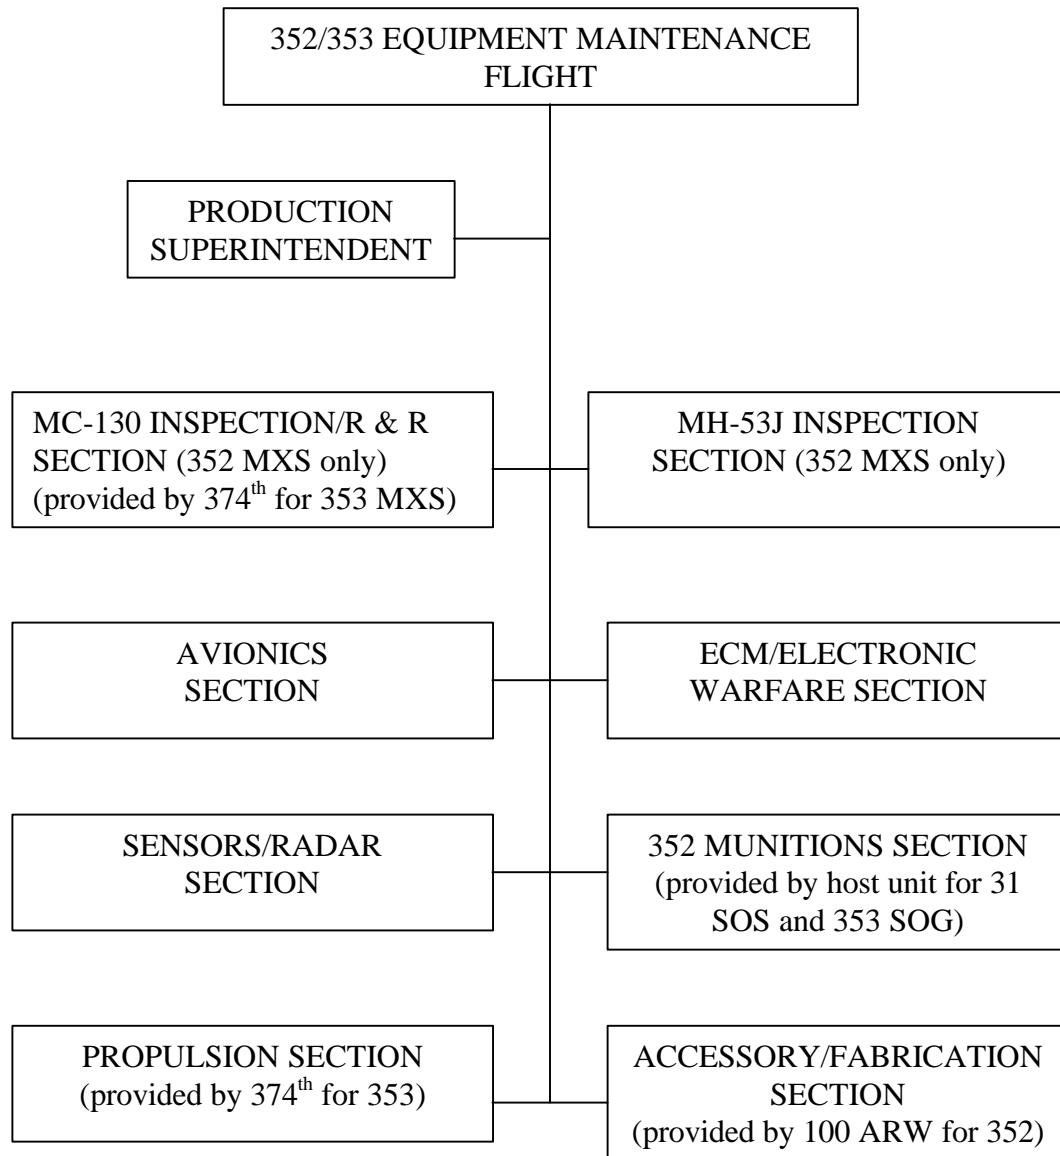 352/353 EQUIPMENT MAINTENANCE
FLIGHT
PRODUCTION
SUPERINTENDENT
MC-130 INSPECTION/R & R
SECTION (352 MXS only)
(provided by 374th for 353 MXS)
MH-53J INSPECTION
SECTION (352 MXS only)
AVIONICS
SECTION
ECM/ELECTRONIC
WARFARE SECTION
SENSORS/RADAR
SECTION
352 MUNITIONS SECTION
(provided by host unit for 31
SOS and 353 SOG)
PROPULSION SECTION
(provided by 374th for 353)
ACCESSORY/FABRICATION
SECTION
(provided by 100 ARW for 352)